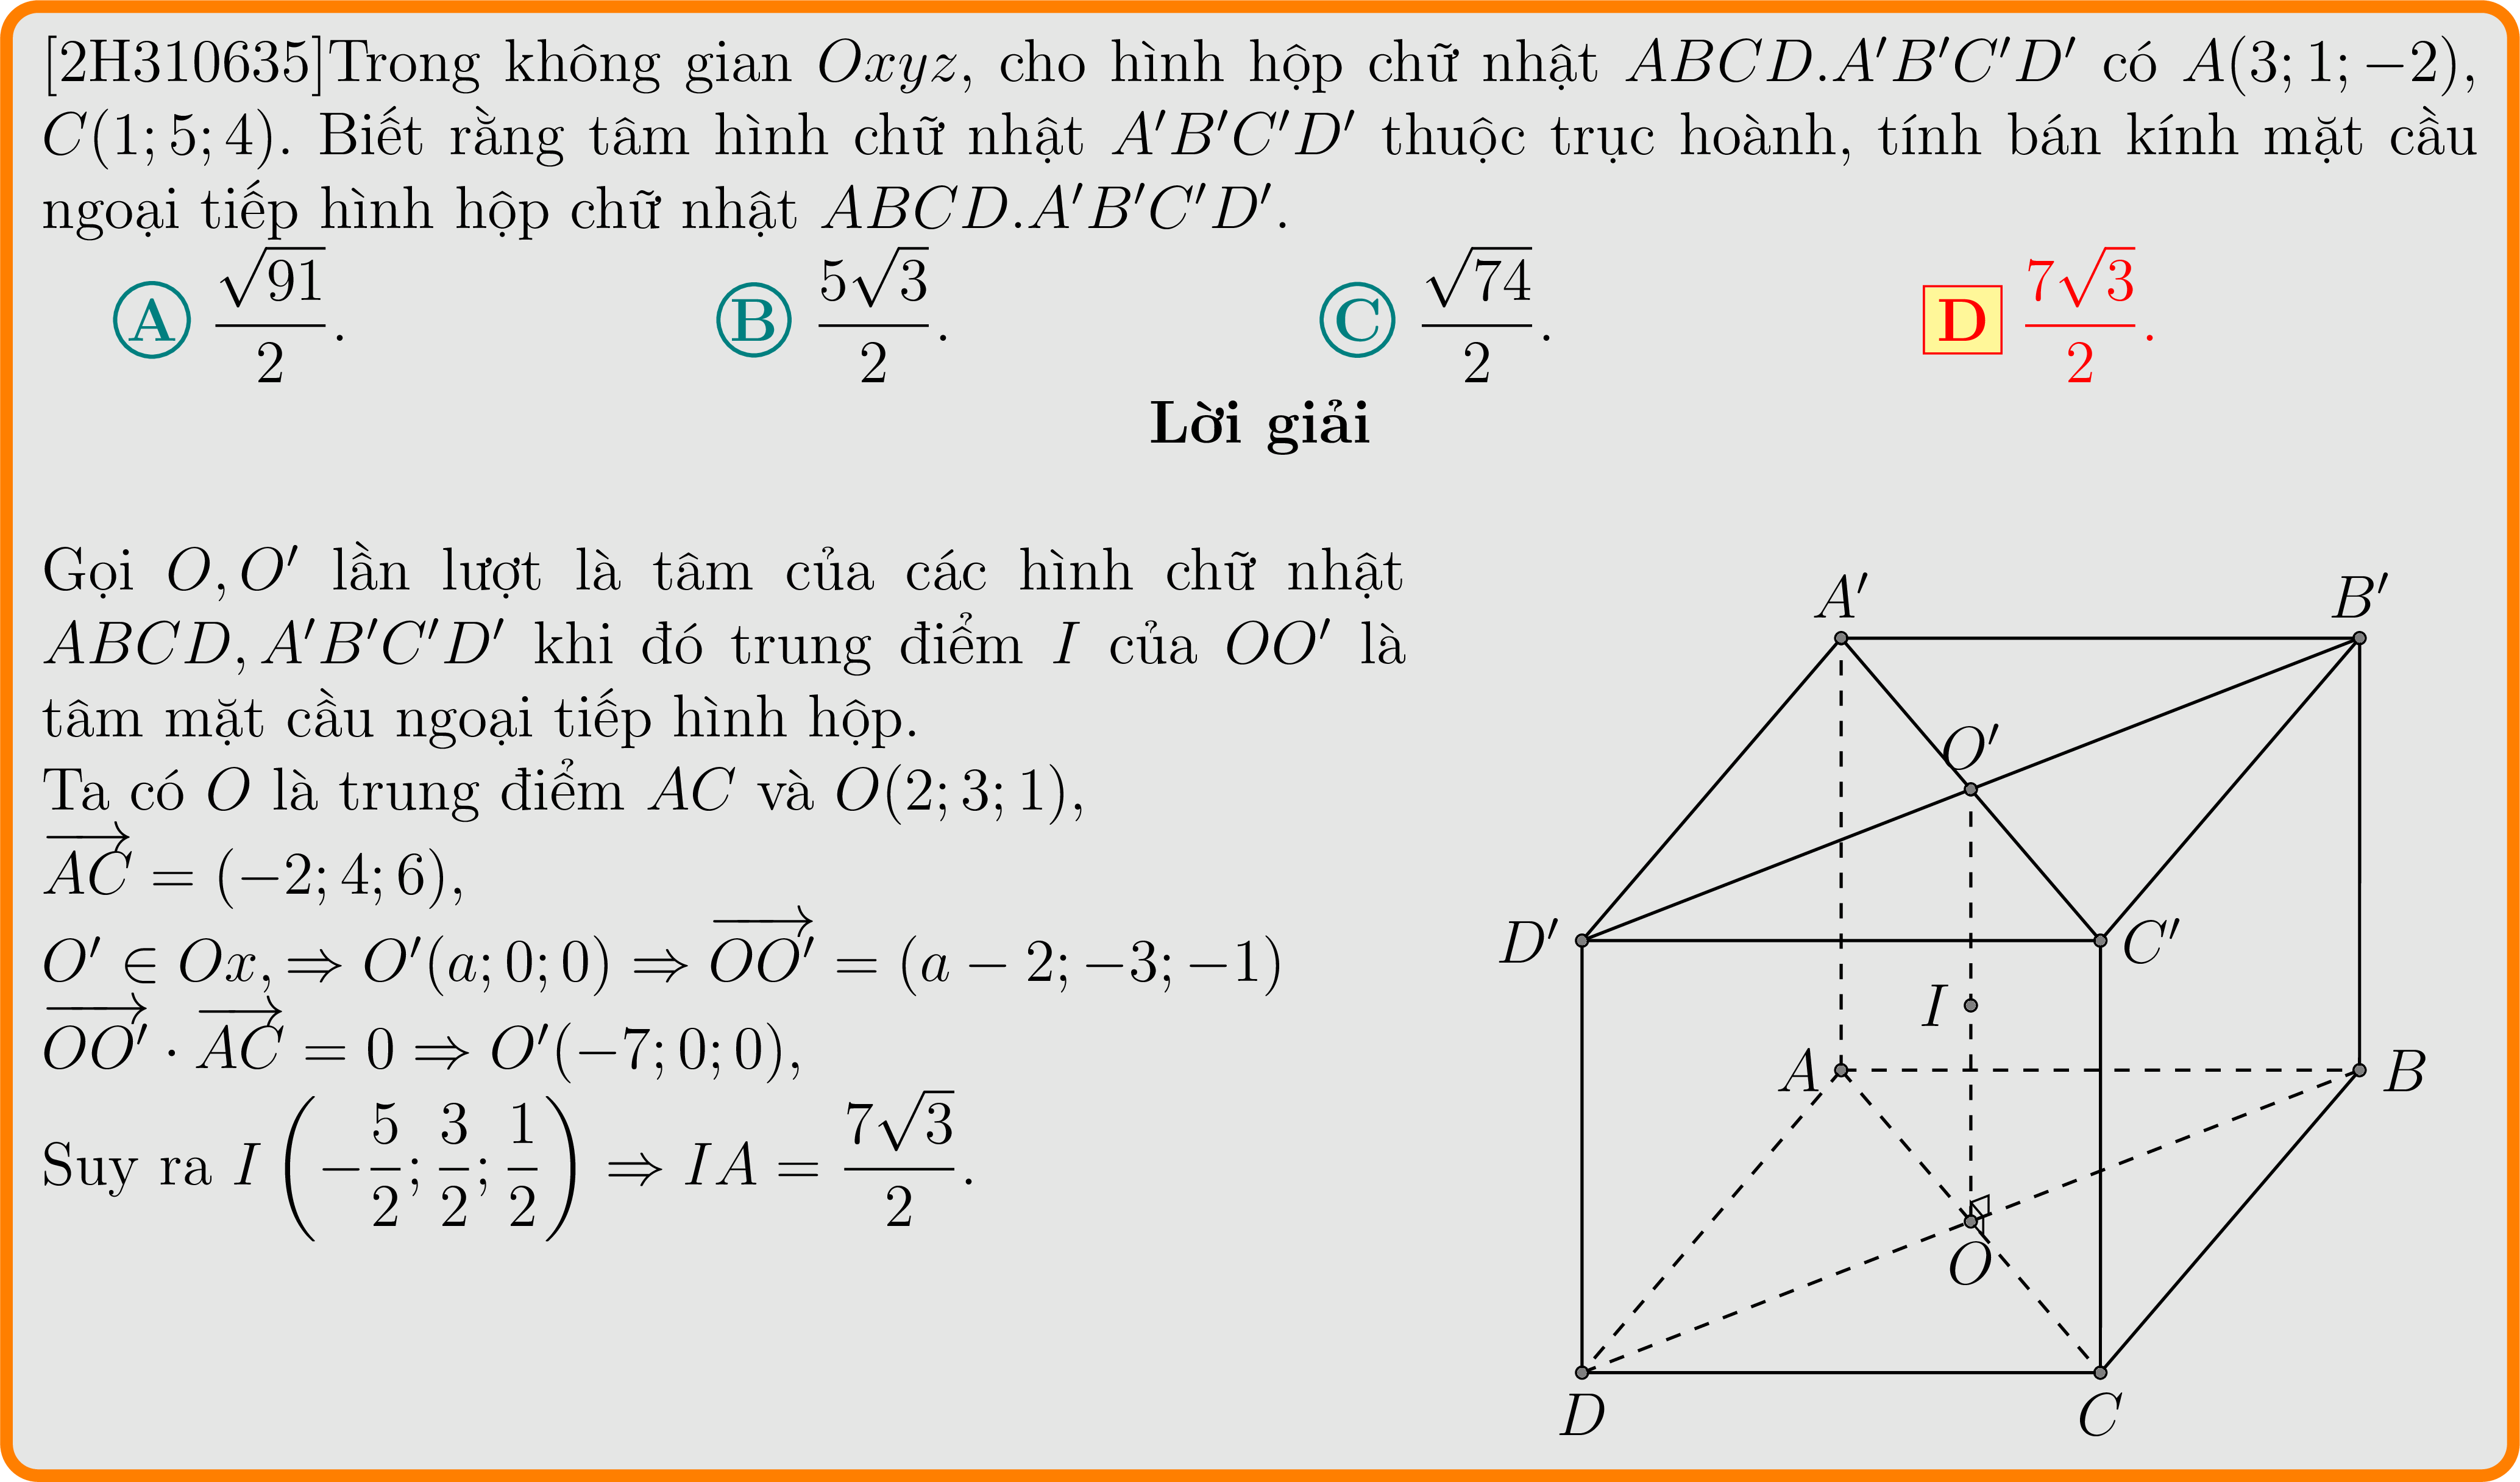 [2H310635]Trong không gian Oxyz, cho hình hộp chữ nhật ABCD.A′B′C′D′ có A(3; 1; −2),
C(1; 5; 4). Biết rằng tâm hình chữ nhật A′B′C′D′ thuộc trục hoành, tính bán kính mặt cầu
ngoại tiếp hình hộp chữ nhật ABCD.A′B′C′D′.
A $\frac{\sqrt{91}}{2}$. B $\frac{5\sqrt{3}}{2}$. C $\frac{\sqrt{74}}{2}$. D $\frac{7\sqrt{3}}{2}$.
Lời giải
Gọi O, O′ lần lượt là tâm của các hình chữ nhật
ABCD, A′B′C′D′ khi đó trung điểm I của OO′ là
tâm mặt cầu ngoại tiếp hình hộp.
Ta có O là trung điểm AC và O(2; 3; 1),
$\overrightarrow{AC} = (-2; 4; 6)$,
$O' \in Ox, \Rightarrow O'(a; 0; 0) \Rightarrow \overrightarrow{OO'} = (a - 2; -3; -1)$
$\overrightarrow{OO'} \cdot \overrightarrow{AC} = 0 \Rightarrow O'(-7; 0; 0)$,
Suy ra $I\left(-\frac{5}{2}; \frac{3}{2}; \frac{1}{2}\right) \Rightarrow IA = \frac{7\sqrt{3}}{2}$.
A′
B′
O′
D′
C′
I
A
B
O
D
C